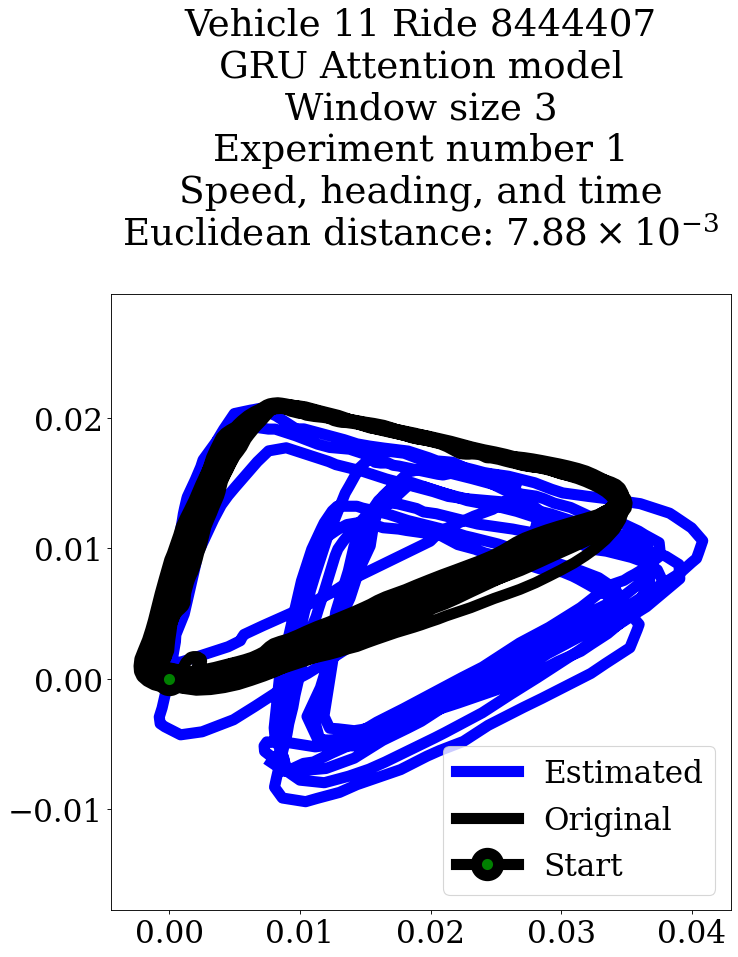 Vehicle 11 Ride 8444407
GRU Attention model
Window size 3
Experiment number 1
Speed, heading, and time
Euclidean distance: 7.88 × 10⁻³
0.02
0.01
0.00
−0.01
Estimated
Original
Start
0.00 0.01 0.02 0.03 0.04